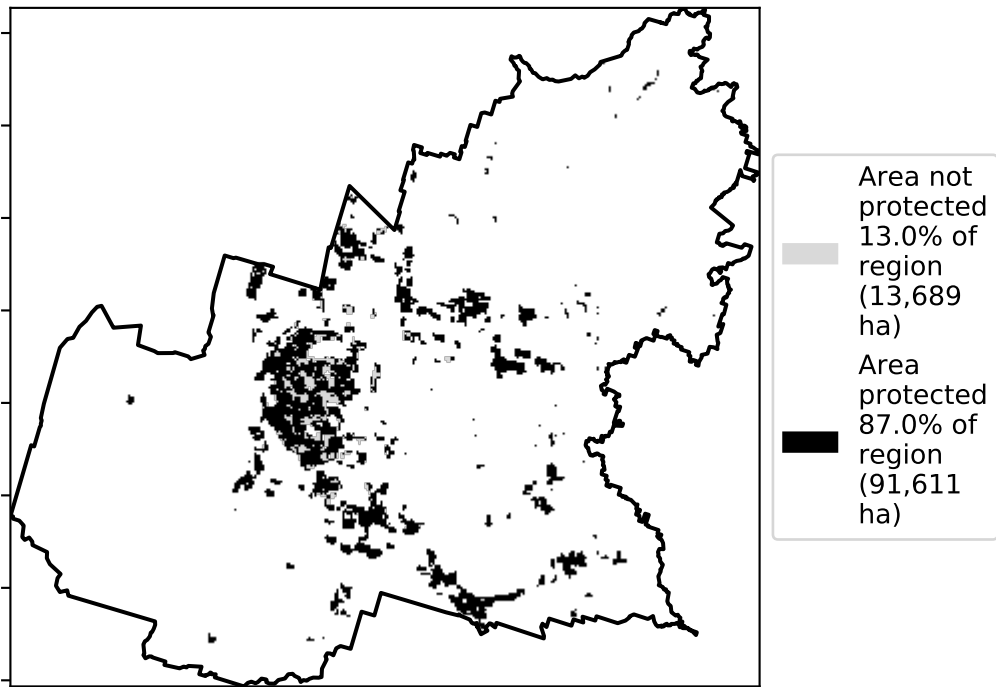 Area not
protected
13.0% of
region
(13,689
ha)
Area
protected
87.0% of
region
(91,611
ha)